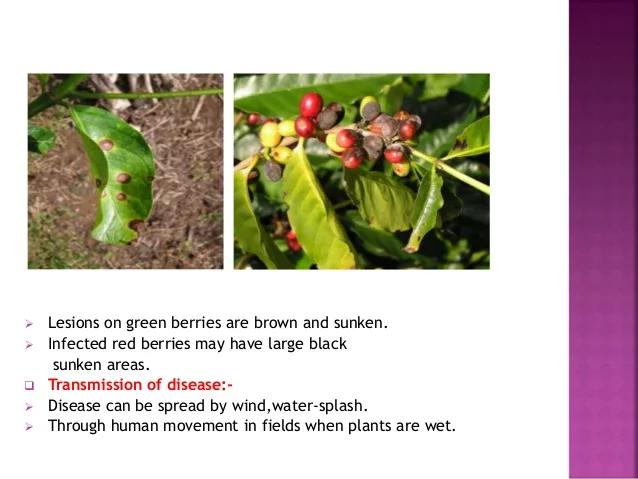 Lesions on green berries are brown and sunken.
Infected red berries may have large black
sunken areas.
Transmission of disease:-
Disease can be spread by wind,water-splash.
Through human movement in fields when plants are wet.